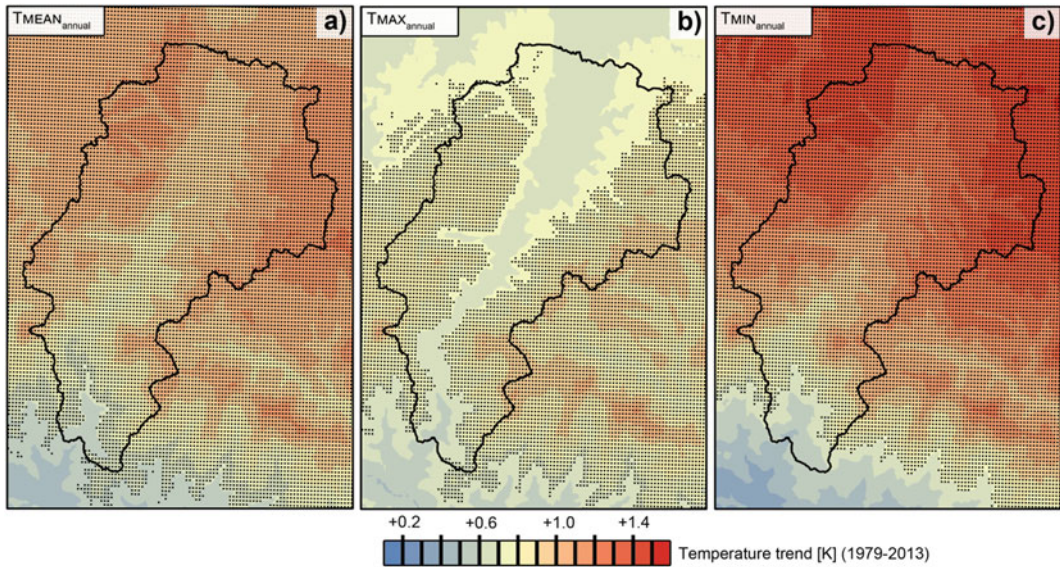 TMEANannual
a)
TMAXannual
b)
TMINannual
c)
+0.2 +0.6 +1.0 +1.4
Temperature trend [K] (1979-2013)